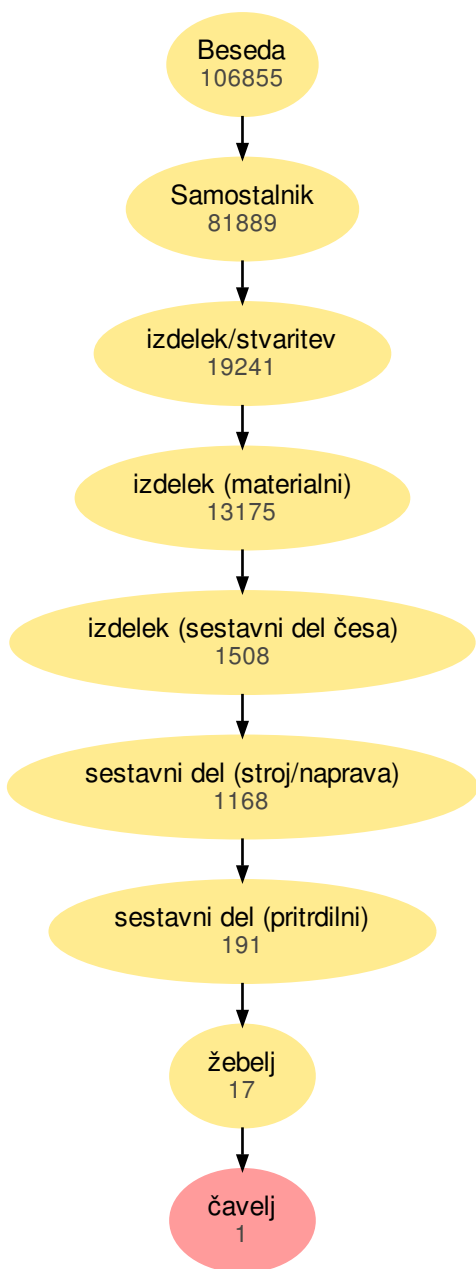 Beseda
106855
Samostalnik
81889
izdelek/stvaritev
19241
izdelek (materialni)
13175
izdelek (sestavni del česa)
1508
sestavni del (stroj/naprava)
1168
sestavni del (pritrdilni)
191
žebelj
17
čavelj
1